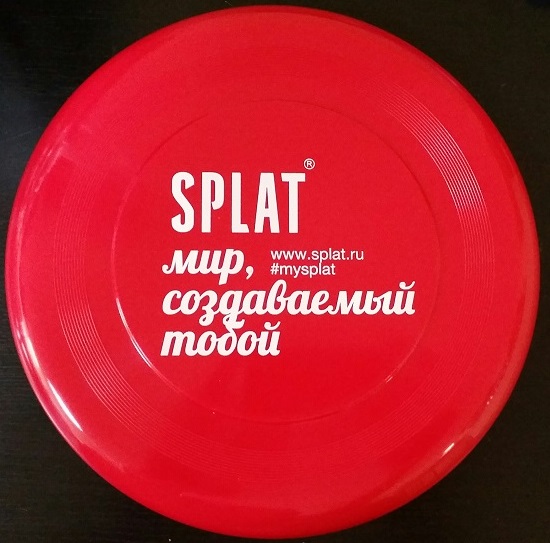 SPLAT®
мир,
www.splat.ru
#mysplat
создаваемый
тобой